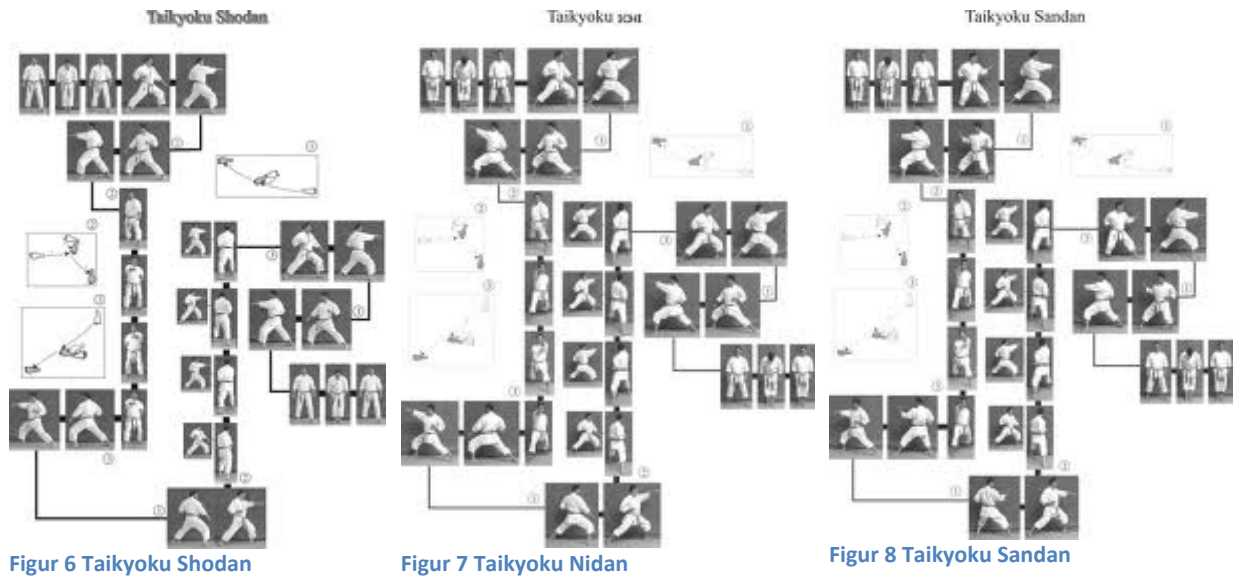 Taikyoku Shodan
Taikyoku
Taikyoku Sandan
Figur 6 Taikyoku Shodan
Figur 7 Taikyoku Nidan
Figur 8 Taikyoku Sandan